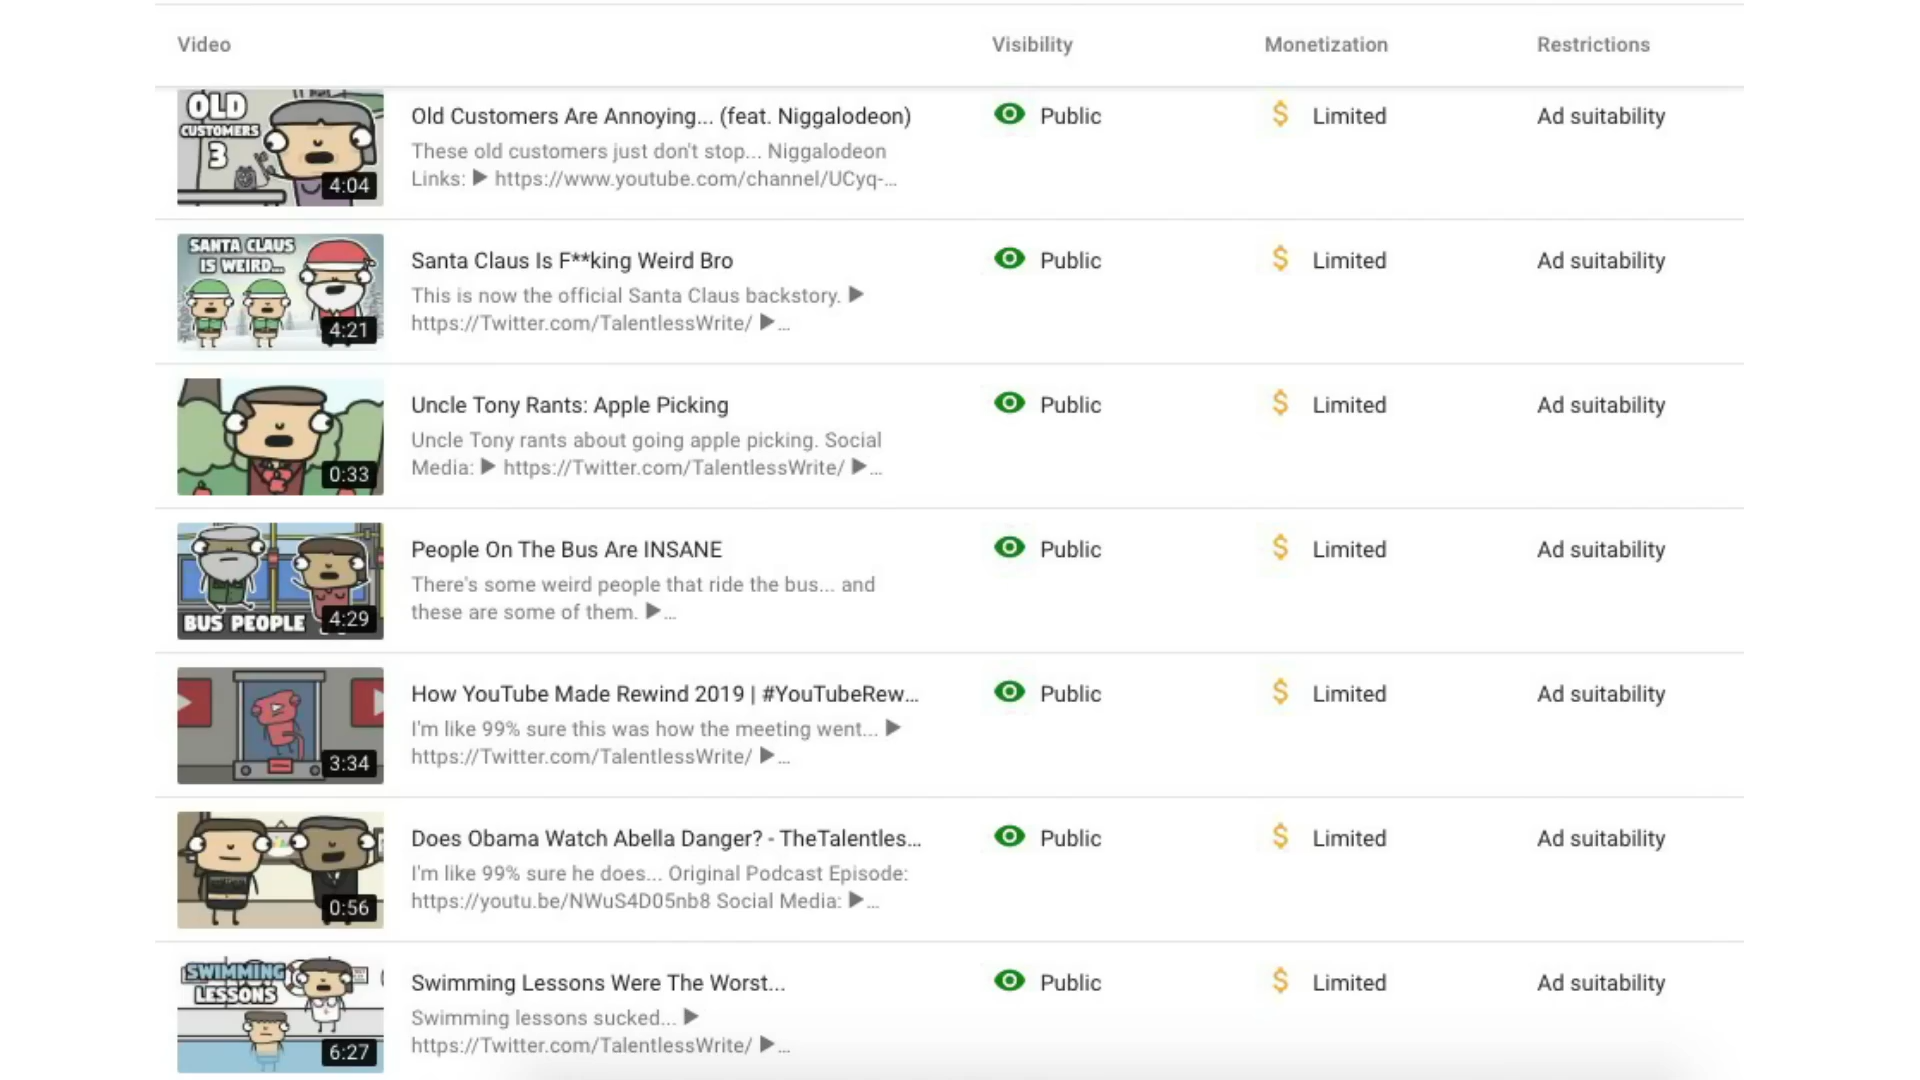 Video
Visibility
Monetization
Restrictions
OLD
CUSTOMERS
3
4:04
Old Customers Are Annoying... (feat. Niggalodeon)
These old customers just don't stop... Niggalodeon
Links: ▶ https://www.youtube.com/channel/UCyq-...
Public
Limited
Ad suitability
SANTA CLAUS
IS WEIRD...
4:21
Santa Claus Is F**king Weird Bro
This is now the official Santa Claus backstory. ▶
https://Twitter.com/TalentlessWrite/ ▶...
Public
Limited
Ad suitability
0:33
Uncle Tony Rants: Apple Picking
Uncle Tony rants about going apple picking. Social
Media: ▶ https://Twitter.com/TalentlessWrite/ ▶...
Public
Limited
Ad suitability
BUS PEOPLE
4:29
People On The Bus Are INSANE
There's some weird people that ride the bus... and
these are some of them. ▶...
Public
Limited
Ad suitability
3:34
How YouTube Made Rewind 2019 | #YouTubeRew...
I'm like 99% sure this was how the meeting went... ▶
https://Twitter.com/TalentlessWrite/ ▶...
Public
Limited
Ad suitability
0:56
Does Obama Watch Abella Danger? - TheTalentles...
I'm like 99% sure he does... Original Podcast Episode:
https://youtu.be/NWuS4D05nb8 Social Media: ▶...
Public
Limited
Ad suitability
SWIMMING
LESSONS
6:27
Swimming Lessons Were The Worst...
Swimming lessons sucked... ▶
https://Twitter.com/TalentlessWrite/ ▶...
Public
Limited
Ad suitability